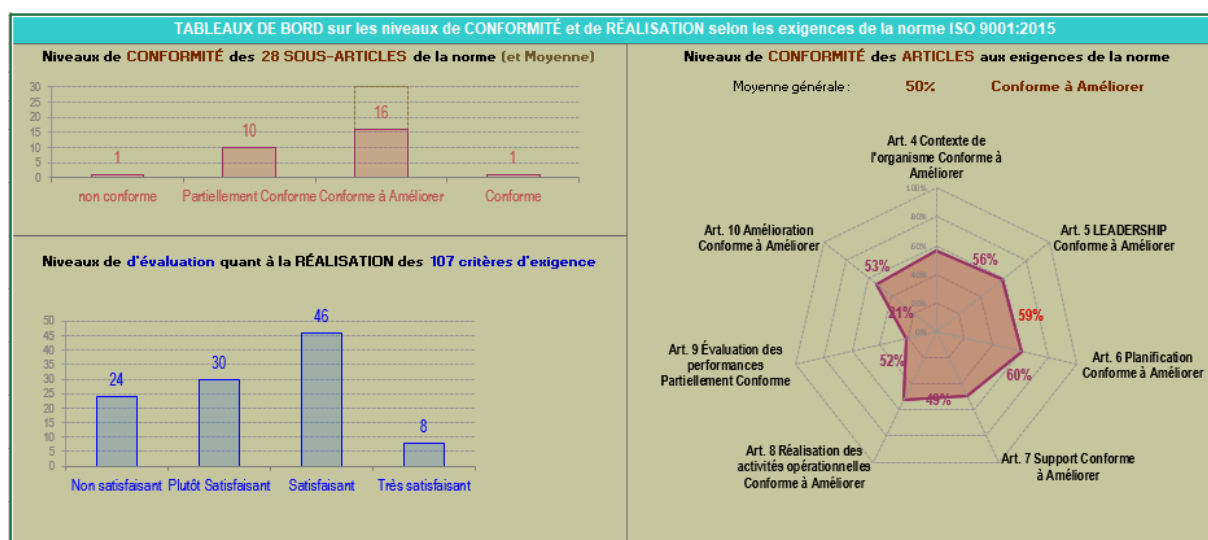 TABLEAUX DE BORD sur les niveaux de CONFORMITÉ et de RÉALISATION selon les exigences de la norme ISO 9001:2015
Niveaux de CONFORMITÉ des 28 SOUS-ARTICLES de la norme (et Moyenne)
30
25
20
15
10
5
0
1
10
16
1
non conforme
Partiellement Conforme
Conforme à Améliorer
Conforme
Niveaux de d'évaluation quant à la RÉALISATION des 107 critères d'exigence
50
45
40
35
30
25
20
15
10
5
0
24
30
46
8
Non satisfaisant
Plutôt Satisfaisant
Satisfaisant
Très satisfaisant
Niveaux de CONFORMITÉ des ARTICLES aux exigences de la norme
Moyenne générale : 50% Conforme à Améliorer
Art. 4 Contexte de
l'organisme Conforme à
Améliorer
100%
80%
60%
40%
20%
0%
Art. 5 LEADERSHIP
Conforme à Améliorer
Art. 6 Planification
Conforme à Améliorer
Art. 7 Support Conforme
à Améliorer
Art. 8 Réalisation des
activités opérationnelles
Conforme à Améliorer
Art. 9 Évaluation des
performances
Partiellement Conforme
Art. 10 Amélioration
Conforme à Améliorer
56%
59%
60%
49%
52%
21%
53%